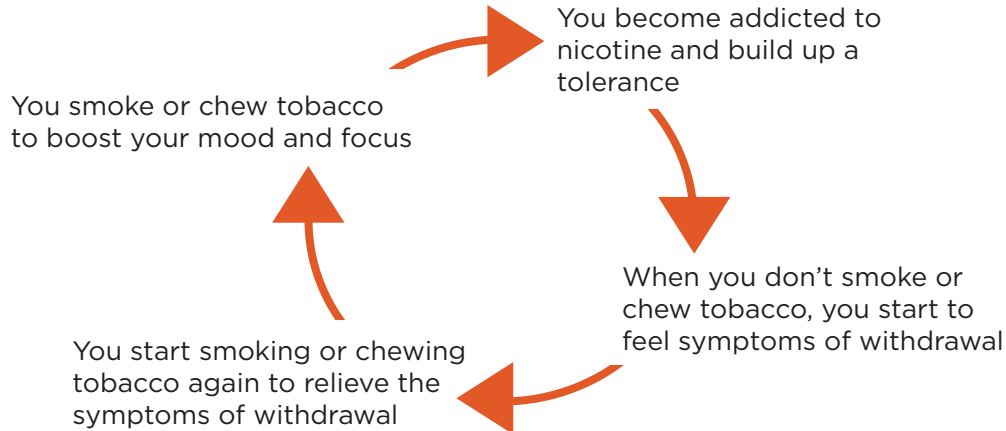 You become addicted to
nicotine and build up a
tolerance
You smoke or chew tobacco
to boost your mood and focus
When you don’t smoke or
chew tobacco, you start to
feel symptoms of withdrawal
You start smoking or chewing
tobacco again to relieve the
symptoms of withdrawal